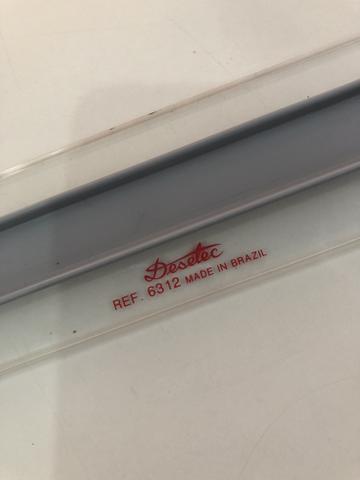 Desetec
REF. 6312 MADE IN BRAZIL